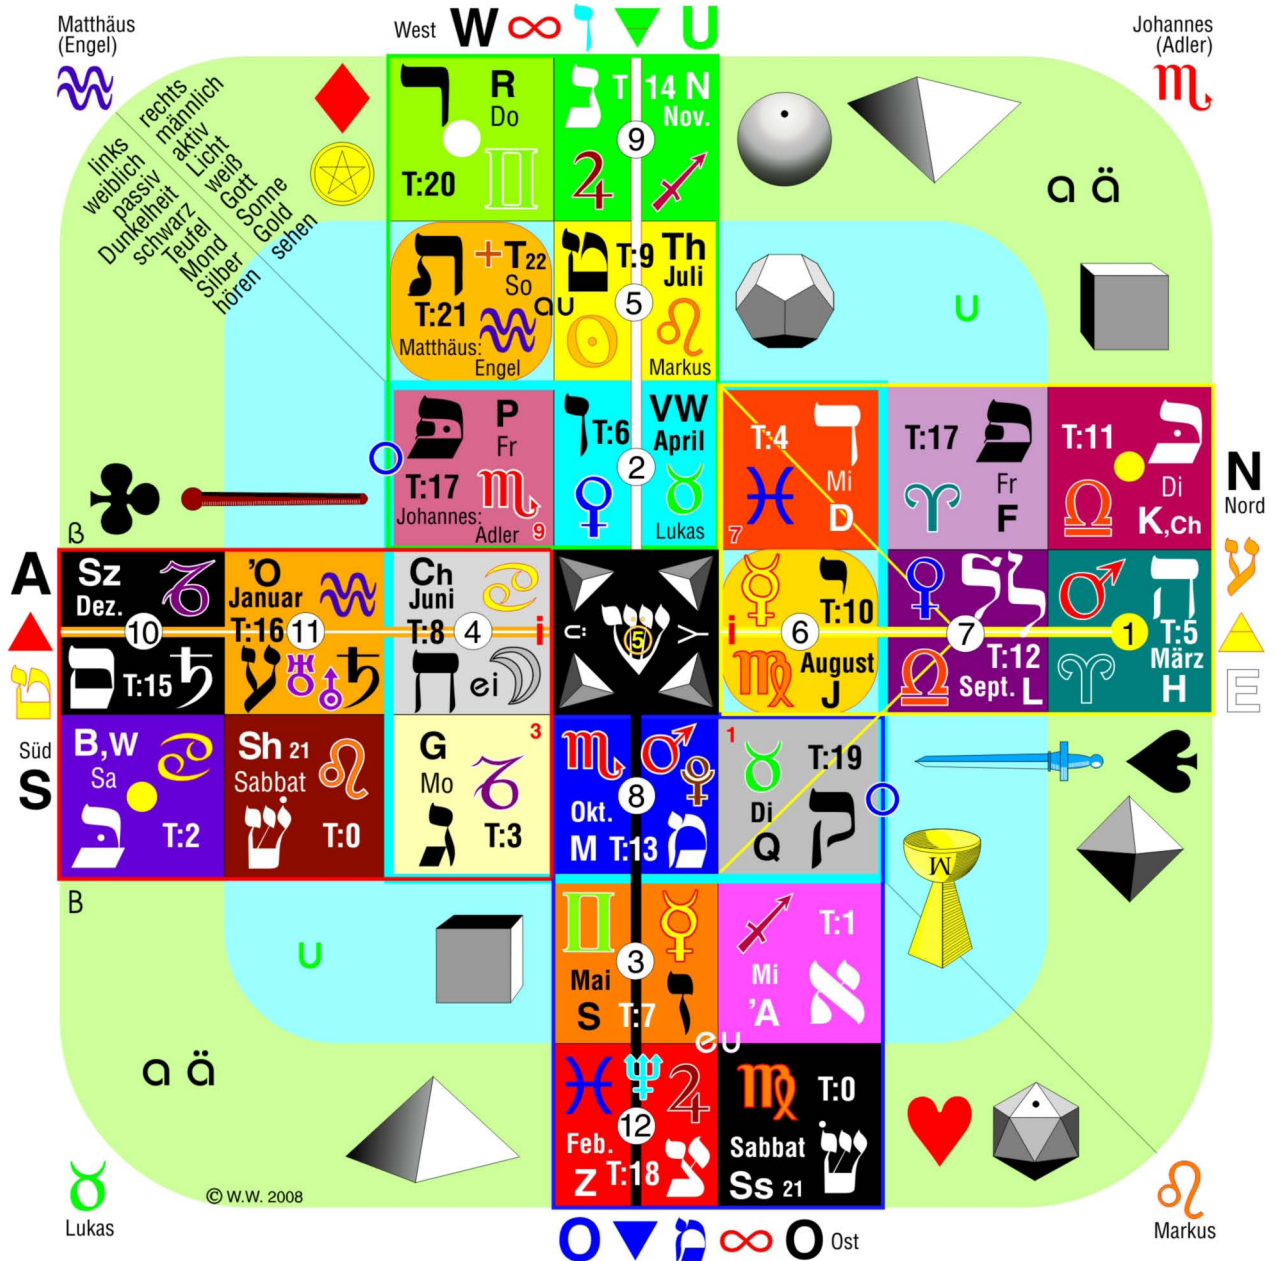 Matthäus
(Engel)
West W ∞ ו U
Johannes
(Adler)
rechts
männlich
aktiv
Licht
weiß
Gott
Sonne
Gold
sehen
links
weiblich
passiv
Dunkelheit
schwarz
Teufel
Mond
Silber
hören
ר R
Do
T:20
נ T 14 N
Nov.
9
a ä
ת +T22
So
T:21
Matthäus:
Engel
au
T:9 Th
Juli
5
Markus
U
P
Fr
T:17
Johannes:
Adler 9
ו T:6
VW
April
2
Lukas
T:4 ד
Mi
7 D
T:17
Fr
F
T:11 כּ
Di
K,Ch
N
Nord
ע
E
ß
A
Süd
S
Sz
Dez.
10
ם T:15
'O
Januar
T:16 11
ע
Ch
Juni
T:8 4 i
ח ei
ü ש 5 y
i 6 י
T:10
August
J
7 ל
T:12
Sept. L
1 ה
T:5
März
H
B,W
Sa
T:2
Sh 21
Sabbat
T:0
G 3
Mo
ג T:3
8
Okt.
M T:13 מ
1 T:19
Di
Q ק
M
B
U
a ä
Mai 3
S T:7 ז
T:1
Mi
'A א
eu
12
Feb.
Z T:18
T:0
Sabbat
Ss 21
© W.W. 2008
Lukas
Markus
O מ ∞ O Ost